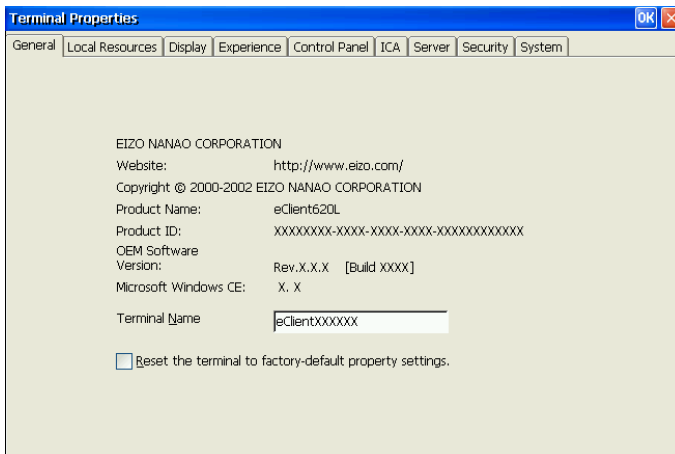 Terminal Properties OK
General Local Resources Display Experience Control Panel ICA Server Security System
EIZO NANAO CORPORATION
Website: http://www.eizo.com/
Copyright © 2000-2002 EIZO NANAO CORPORATION
Product Name: eClient620L
Product ID: XXXXXXXX-XXXX-XXXX-XXXX-XXXXXXXXXXXX
OEM Software
Version: Rev.X.X.X [Build XXXX]
Microsoft Windows CE: X. X
Terminal Name eClientXXXXXX
Reset the terminal to factory-default property settings.